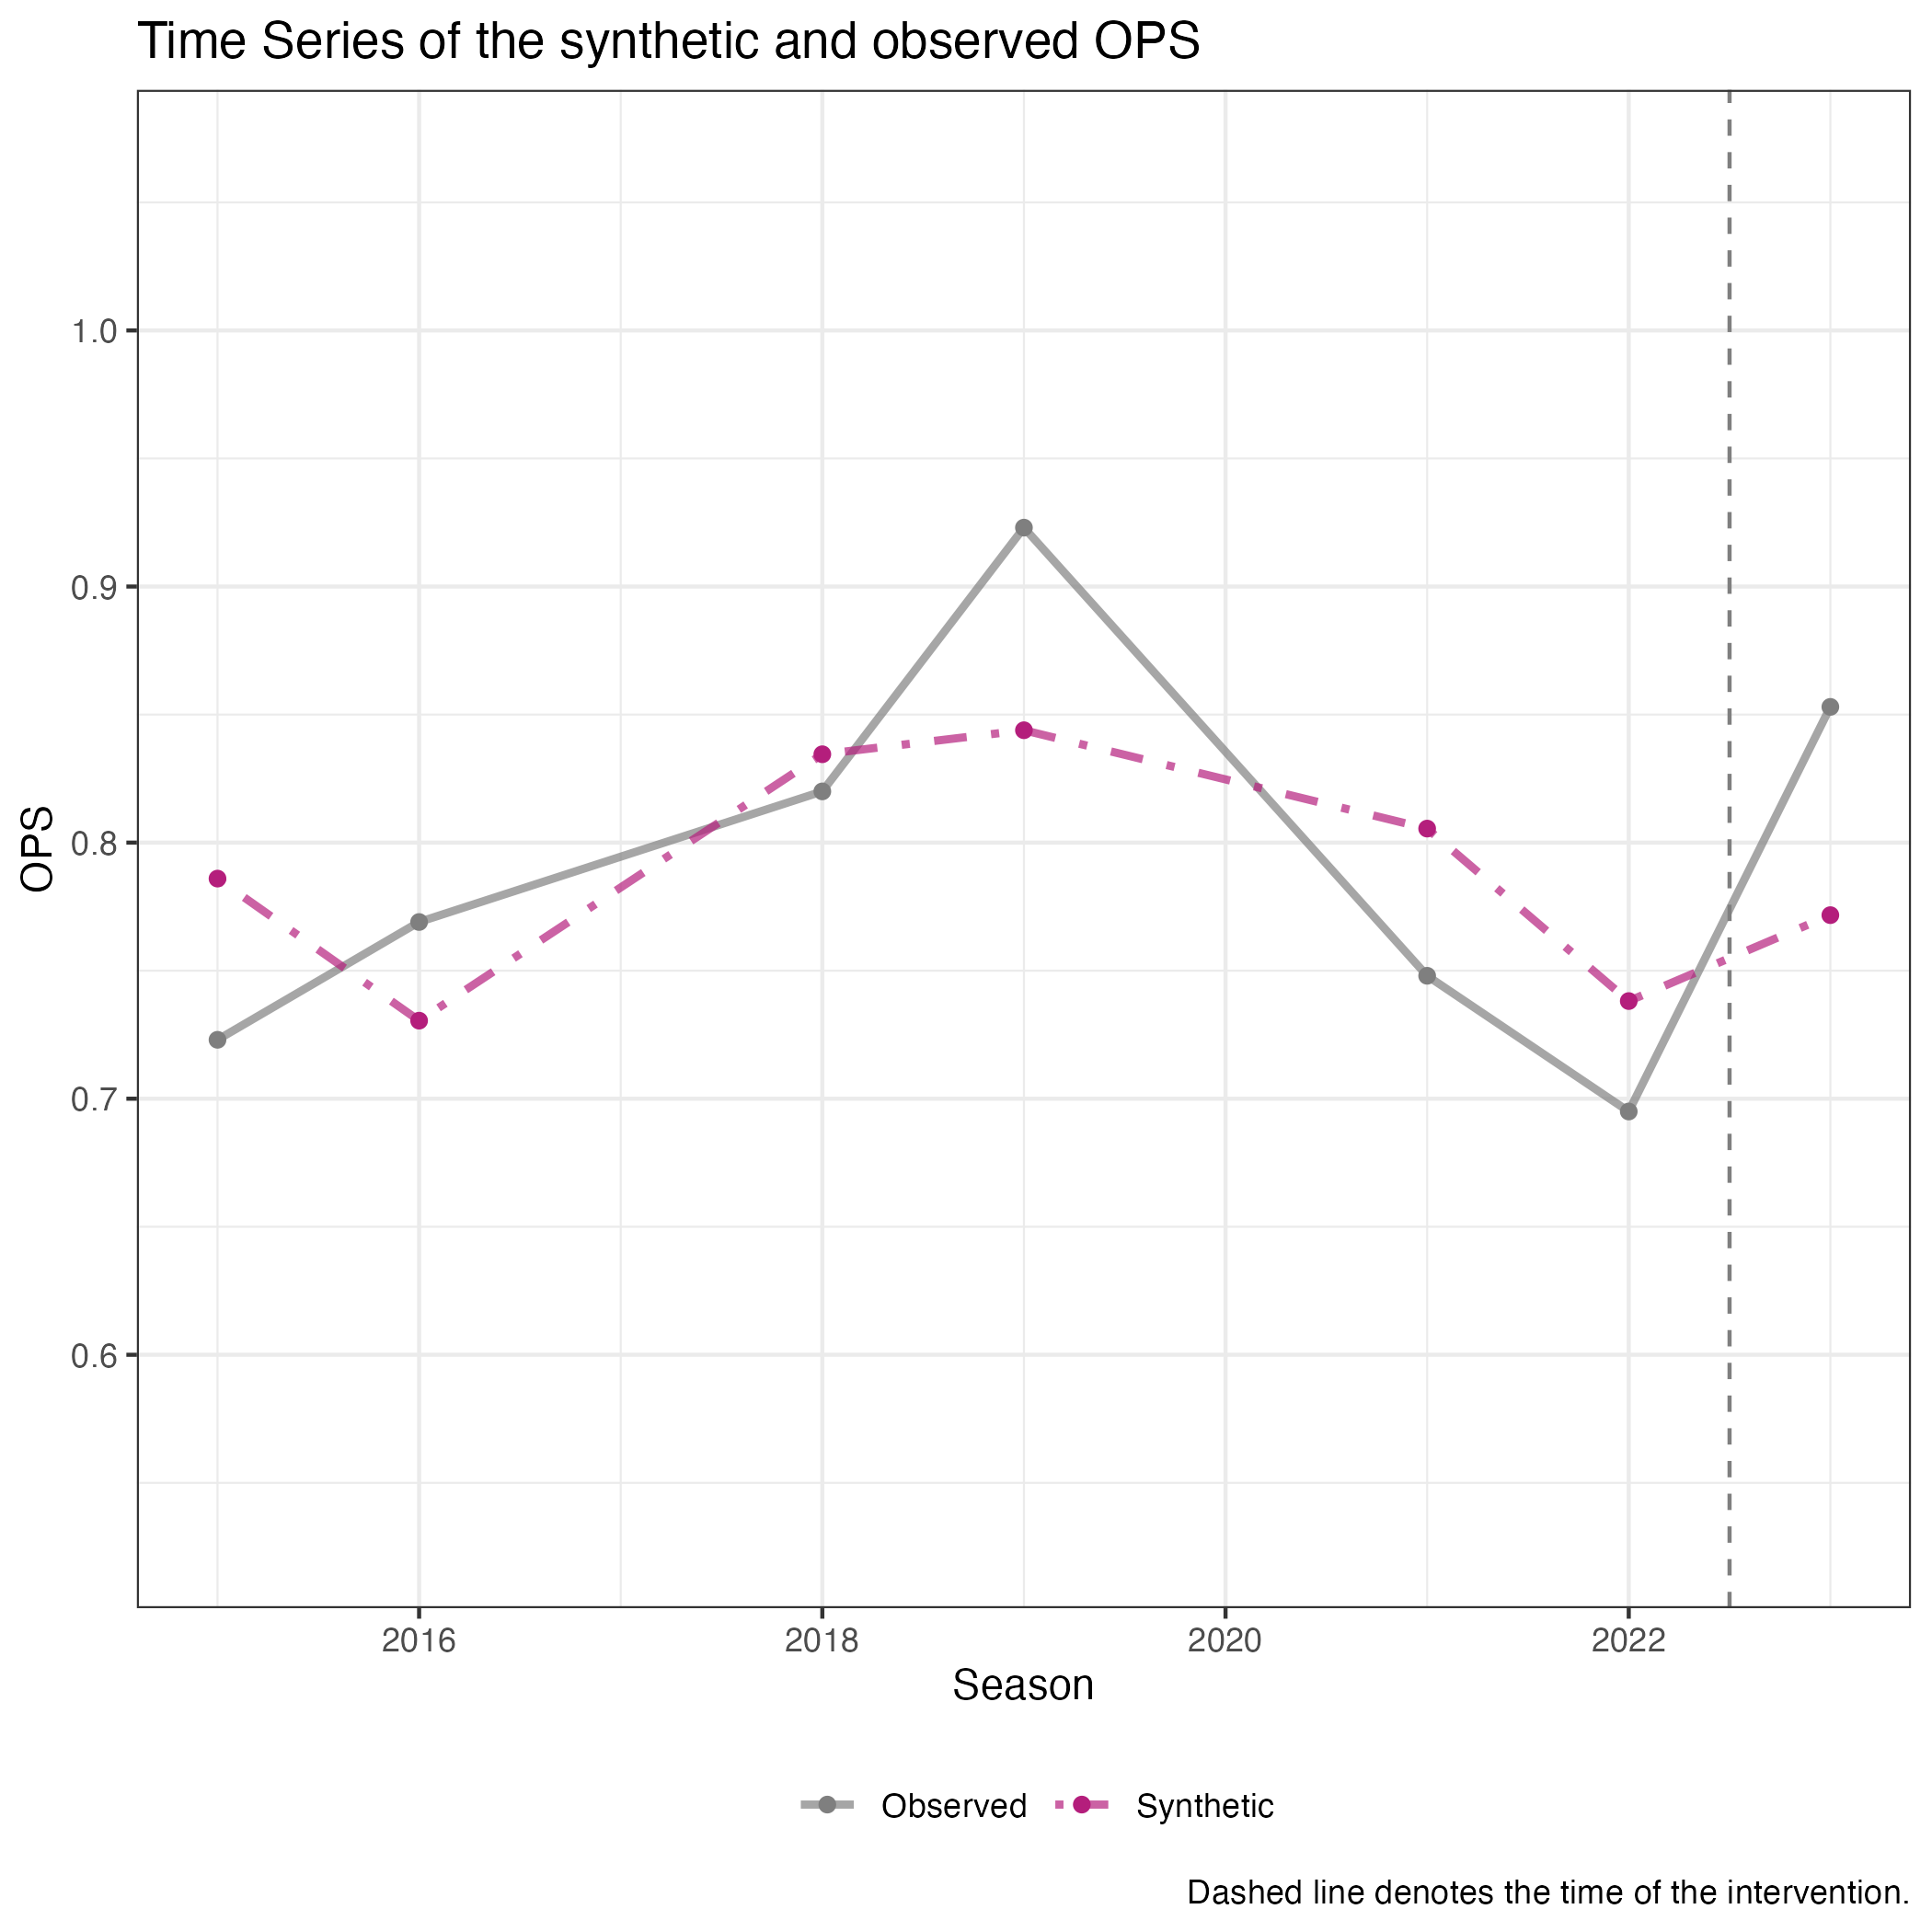 Time Series of the synthetic and observed OPS
1.0
0.9
0.8
0.7
0.6
OPS
2016 2018 2020 2022
Season
Observed Synthetic
Dashed line denotes the time of the intervention.